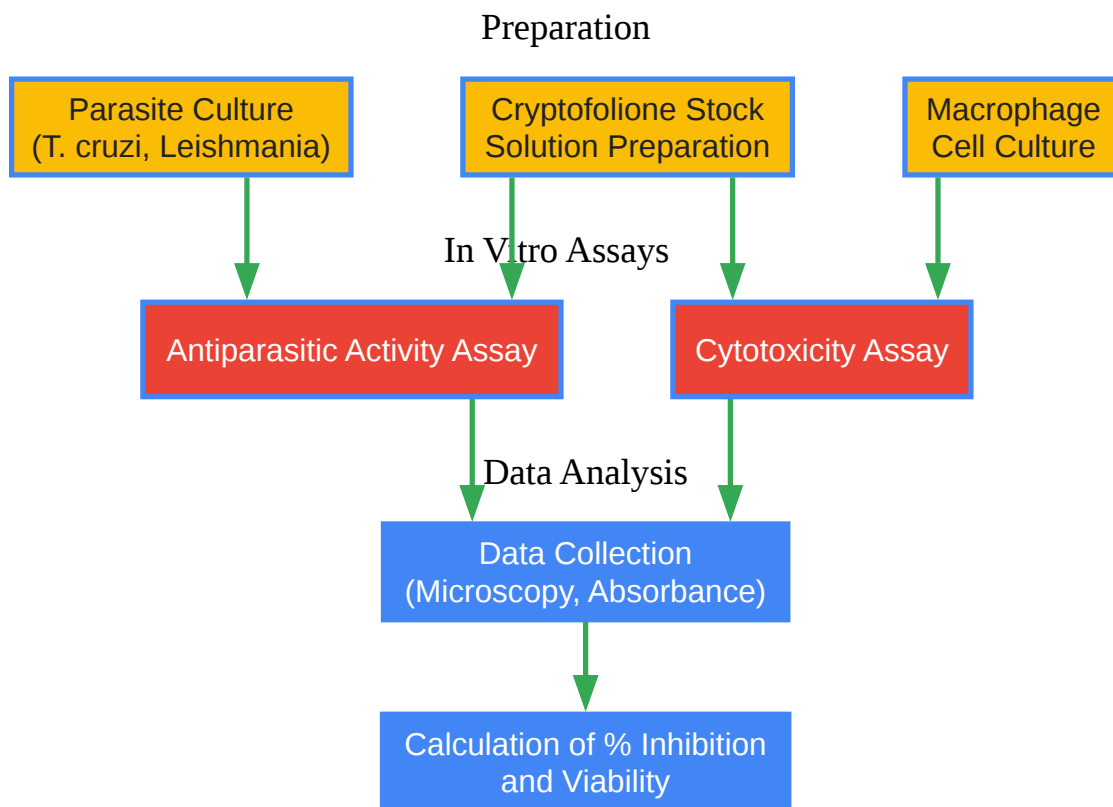 Preparation
Parasite Culture
(T. cruzi, Leishmania)
Cryptofolione Stock
Solution Preparation
Macrophage
Cell Culture
In Vitro Assays
Antiparasitic Activity Assay
Cytotoxicity Assay
Data Analysis
Data Collection
(Microscopy, Absorbance)
Calculation of % Inhibition
and Viability